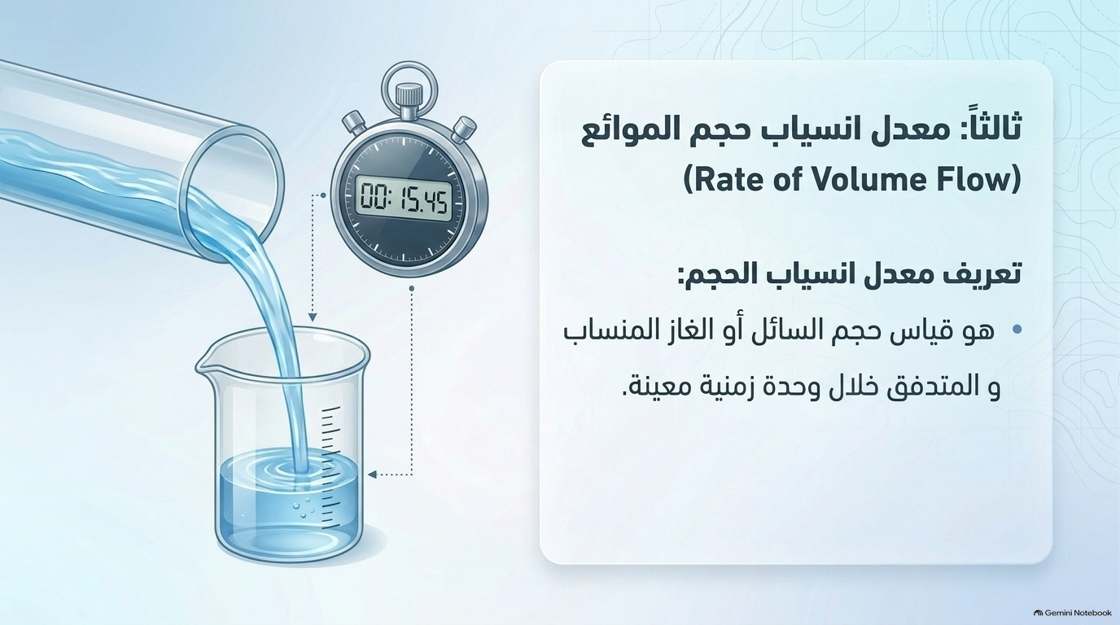 ثالثاً: معدل انسياب حجم الموائع
(Rate of Volume Flow)
تعريف معدل انسياب الحجم:
• هو قياس حجم السائل أو الغاز المنساب
و المتدفق خلال وحدة زمنية معينة.
00:15.45
Gemini Notebook